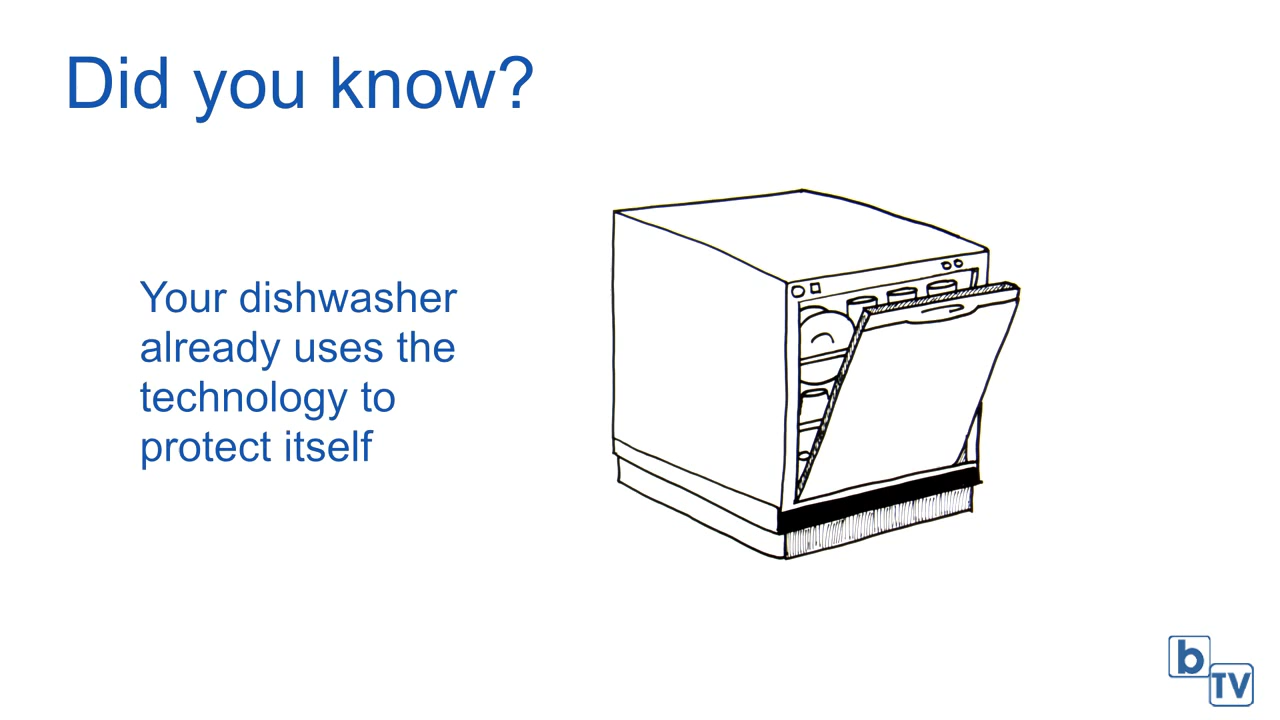 Did you know?
Your dishwasher
already uses the
technology to
protect itself
b
TV